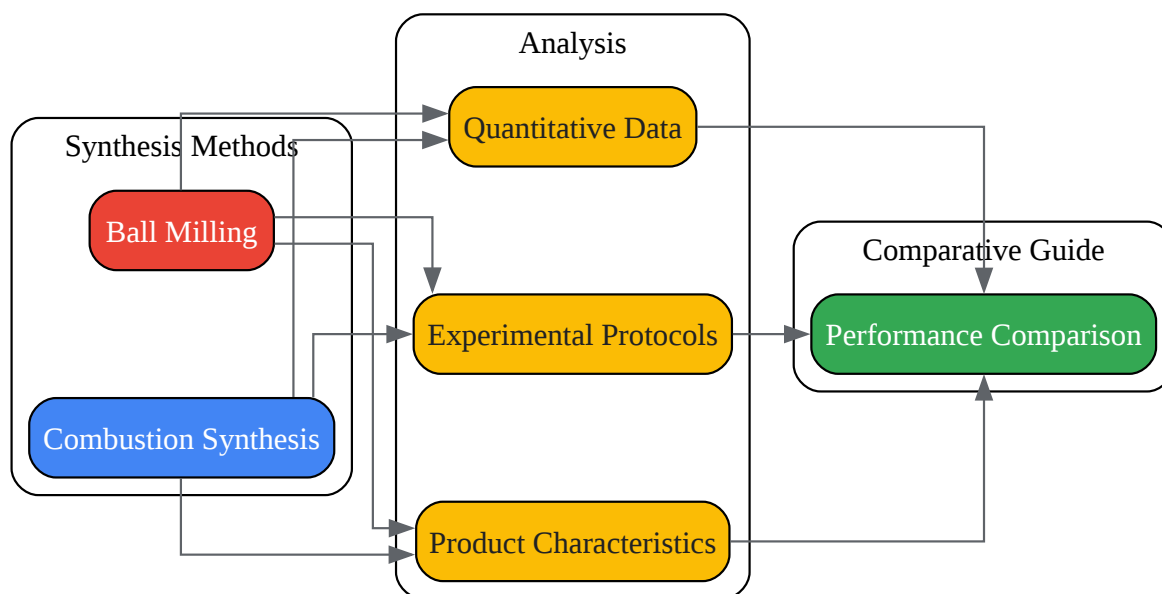 Synthesis Methods
Ball Milling
Combustion Synthesis
Analysis
Quantitative Data
Experimental Protocols
Product Characteristics
Comparative Guide
Performance Comparison